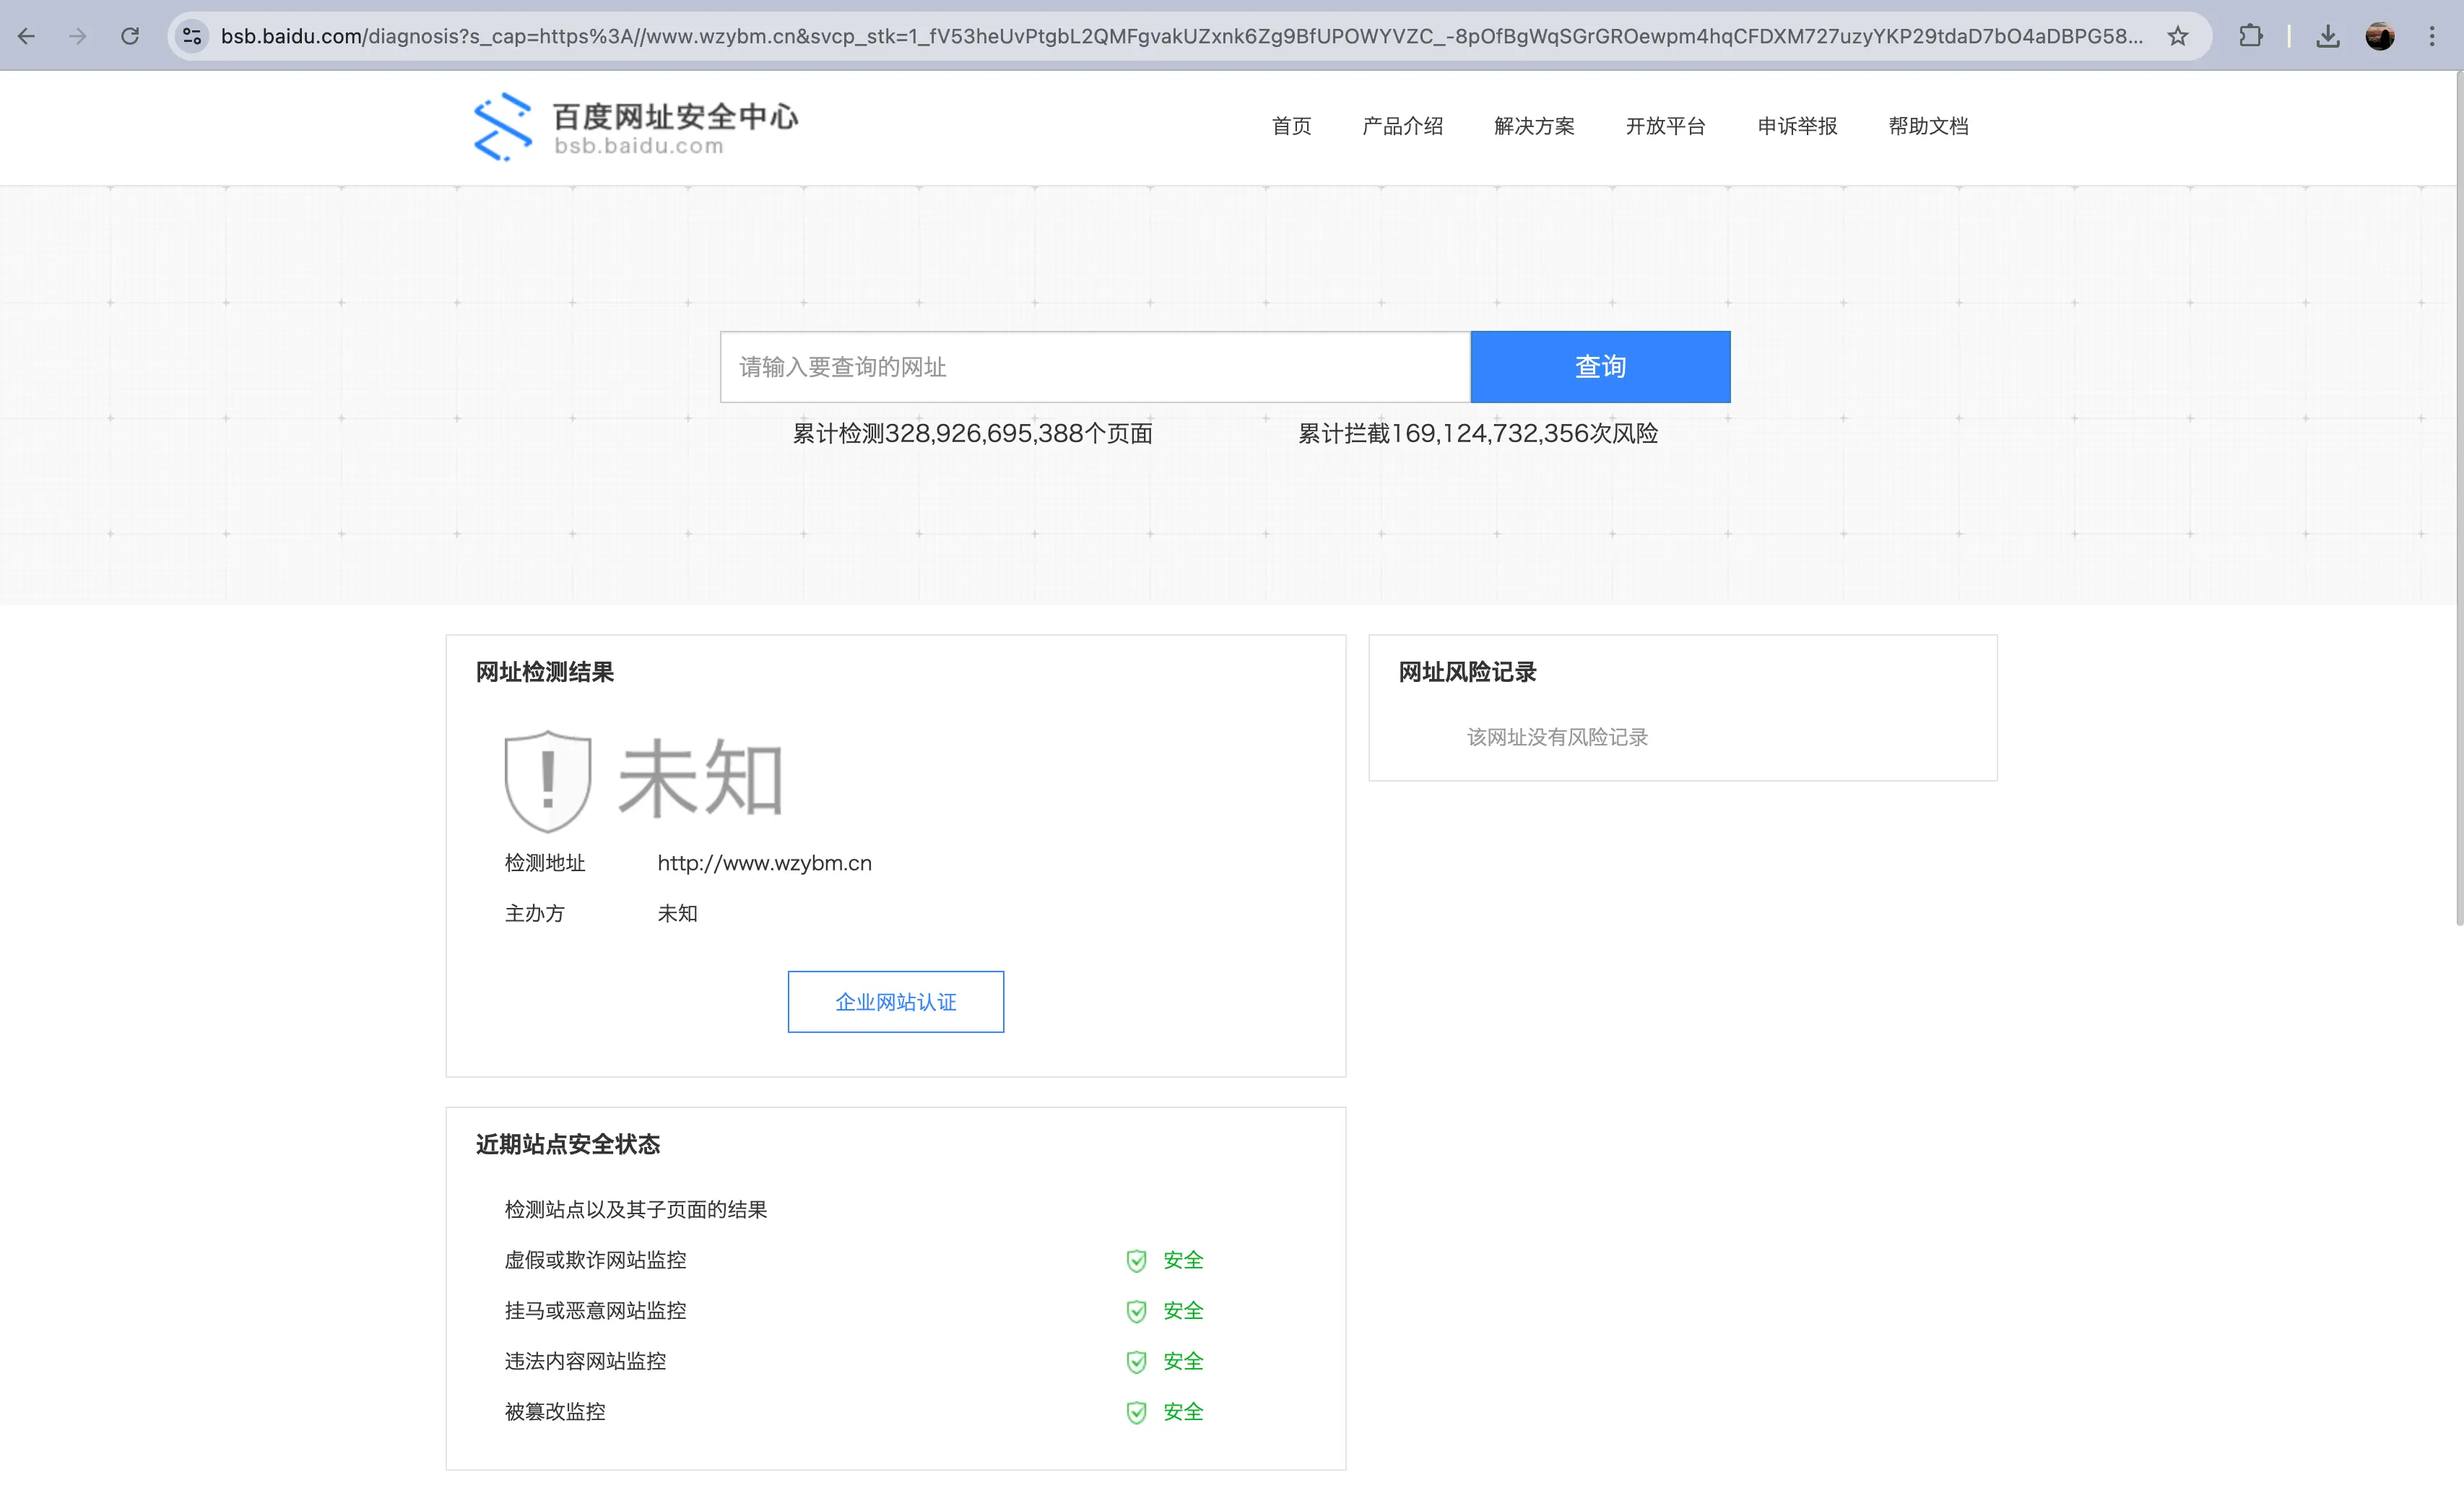 bsb.baidu.com/diagnosis?s_cap=https%3A//www.wzybm.cn&svcp_stk=1_fV53heUvPtgbL2QMFgvakUZxnk6Zg9BfUPOWYVZC_-8pOfBgWqSGrGROewpm4hqCFDXM727uzyYKP29tdaD7bO4aDBPG58...
百度网址安全中心
bsb.baidu.com
首页 产品介绍 解决方案 开放平台 申诉举报 帮助文档
请输入要查询的网址 查询
累计检测328,926,695,388个页面 累计拦截169,124,732,356次风险
网址检测结果
未知
检测地址 http://www.wzybm.cn
主办方 未知
企业网站认证
网址风险记录
该网址没有风险记录
近期站点安全状态
检测站点以及其子页面的结果
虚假或欺诈网站监控 安全
挂马或恶意网站监控 安全
违法内容网站监控 安全
被篡改监控 安全